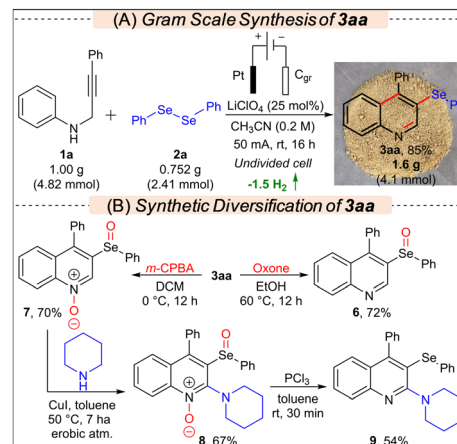 (A) Gram Scale Synthesis of 3aa
Ph
N
H
1a
1.00 g
(4.82 mmol)
+
Ph
Se
Se
Ph
2a
0.752 g
(2.41 mmol)
+ −
Pt
Cgr
LiClO4 (25 mol%)
CH3CN (0.2 M)
50 mA, rt, 16 h
Undivided cell
-1.5 H2 ↑
Ph
Se
P
N
3aa, 85%
1.6 g
(4.1 mmol)
(B) Synthetic Diversification of 3aa
Ph
O
Se
Ph
N
⊕
O
⊖
7, 70%
m-CPBA
DCM
0 °C, 12 h
3aa
Oxone
EtOH
60 °C, 12 h
Ph
O
Se
Ph
N
6, 72%
N
H
CuI, toluene
50 °C, 7 ha
erobic atm.
Ph
O
Se
Ph
N
⊕
N
O
⊖
8, 67%
PCl3
toluene
rt, 30 min
Ph
Se
Ph
N
N
9, 54%